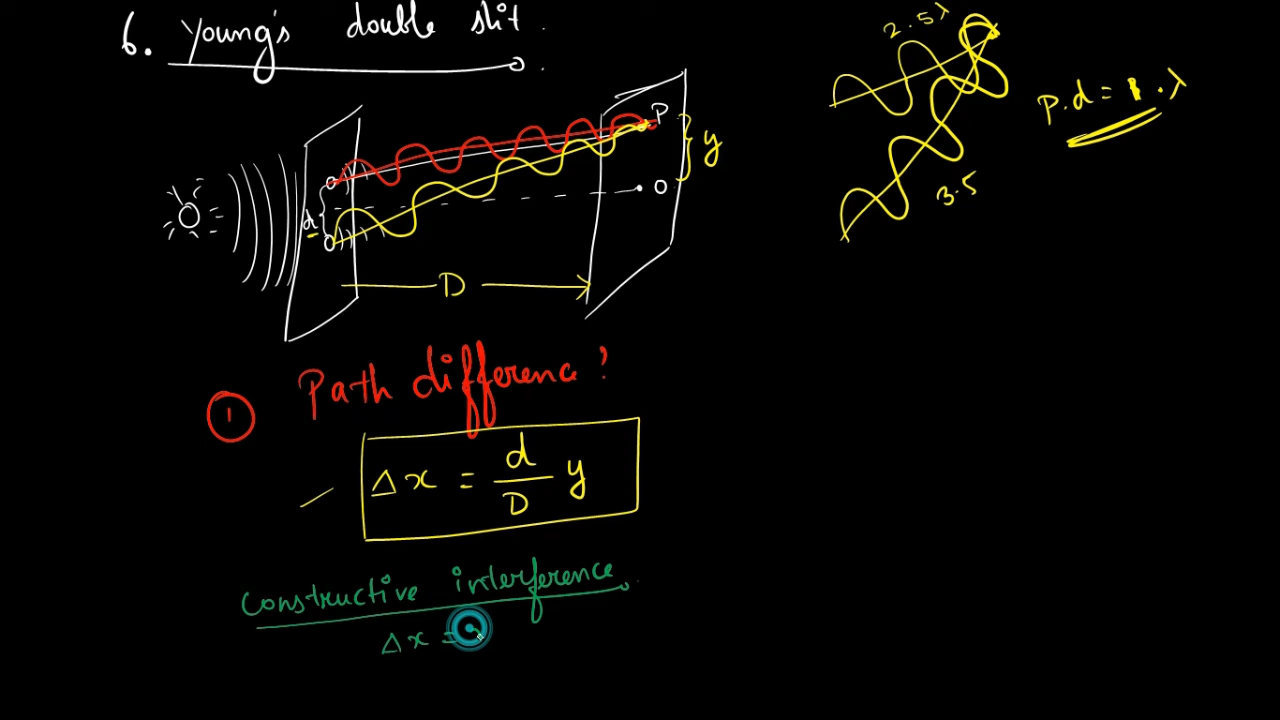 6. Young's double slit.
2.5λ
P.d = 1.λ
3.5
P
y
O
d
D
1 Path difference?
Δx = d/D y
Constructive interference
Δx =